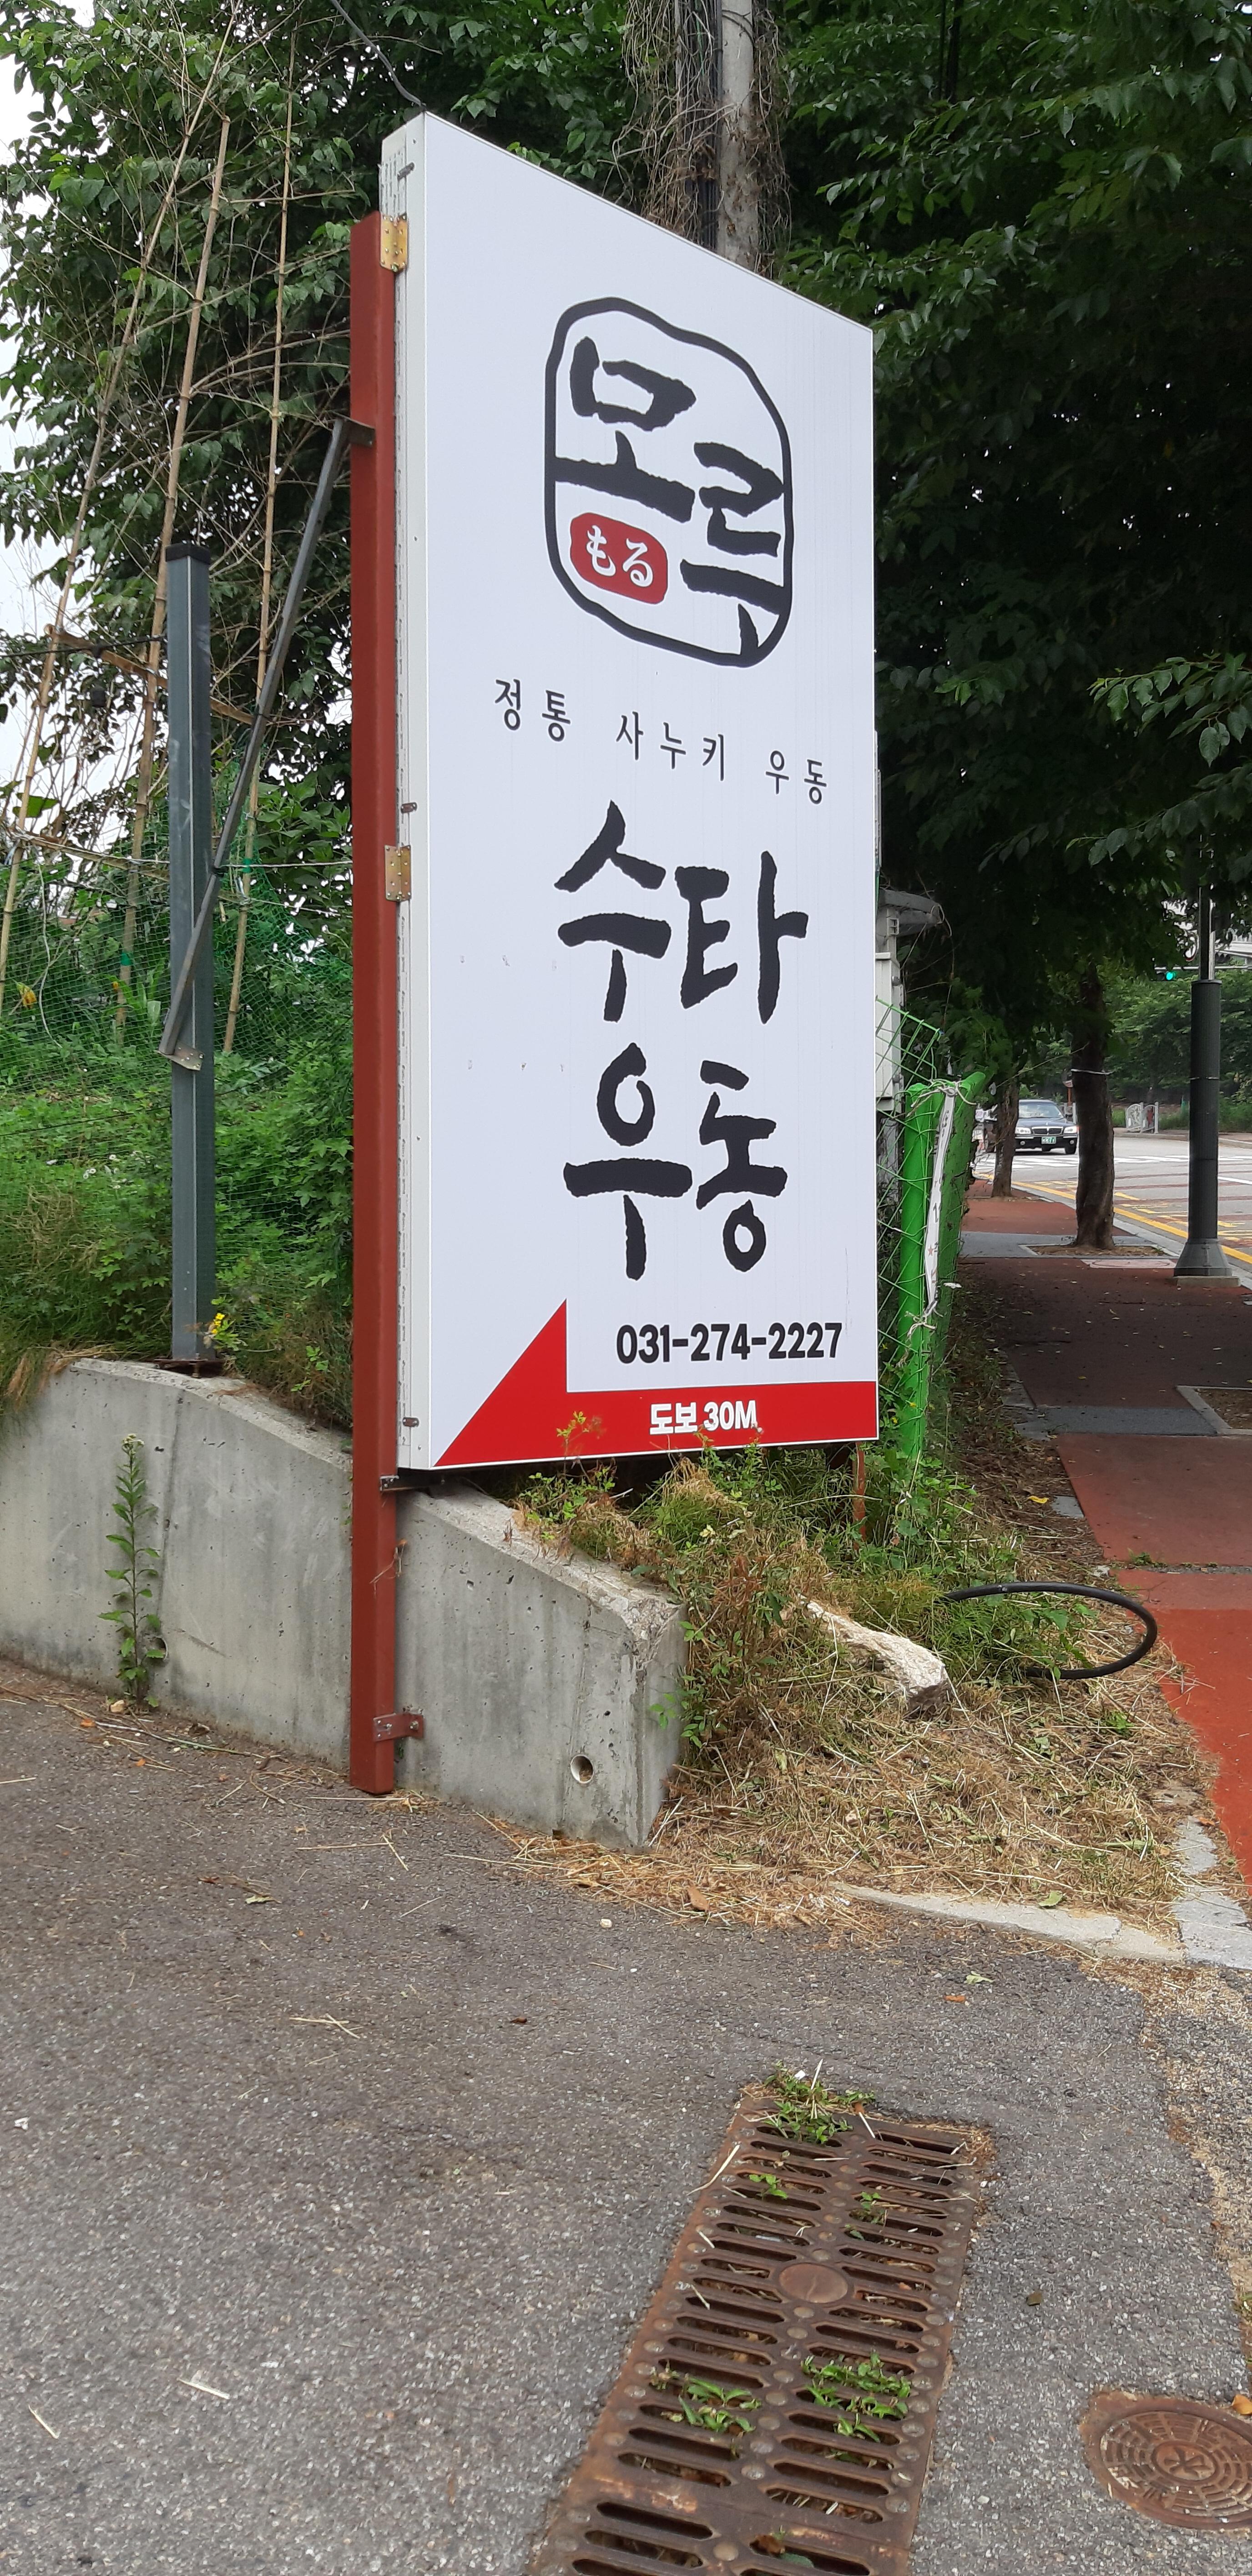 모루
もる
정통 사누키 우동
수타
우동
031-274-2227
도보 30M